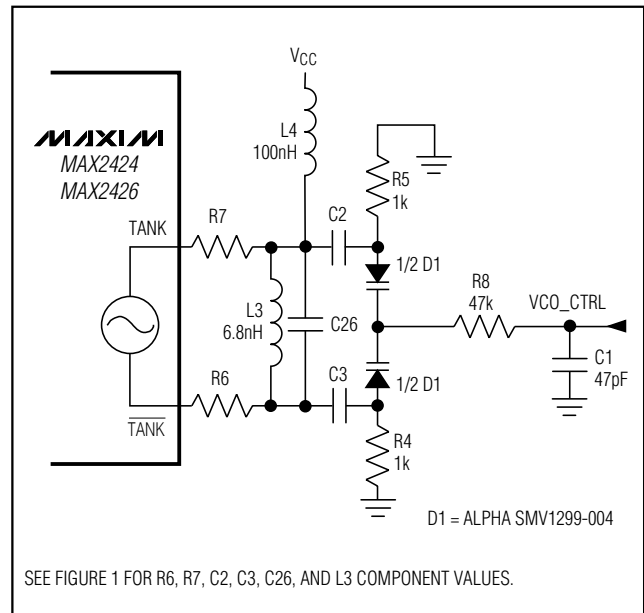 VCC
L4
100nH
MAXIM
MAX2424
MAX2426
R5
1k
TANK
R7
C2
1/2 D1
R8
47k
VCO_CTRL
L3
6.8nH
C26
C1
47pF
R6
C3
1/2 D1
TANK
R4
1k
D1 = ALPHA SMV1299-004
SEE FIGURE 1 FOR R6, R7, C2, C3, C26, AND L3 COMPONENT VALUES.